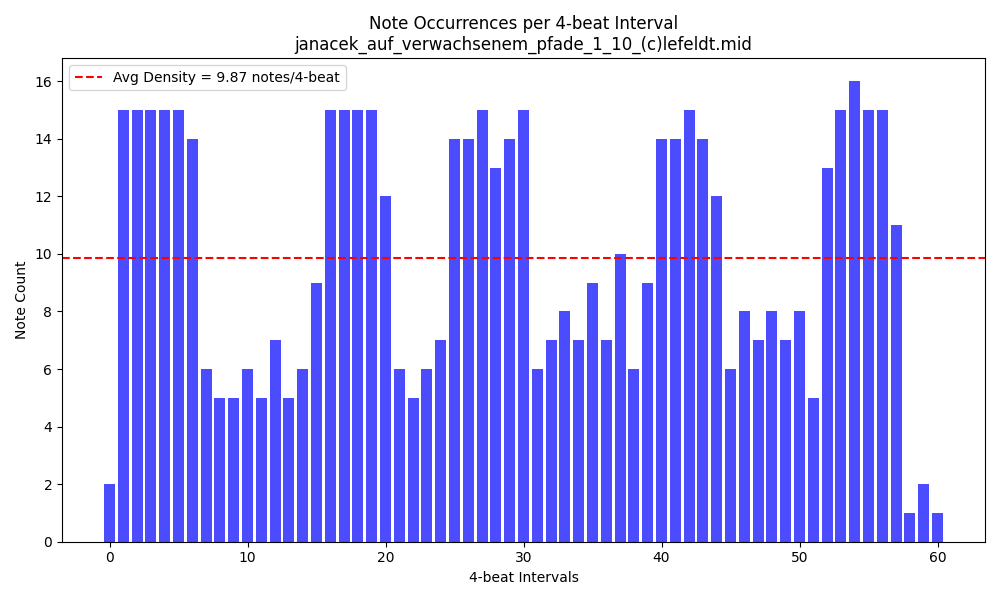 Note Occurrences per 4-beat Interval
janacek_auf_verwachsenem_pfade_1_10_(c)lefeldt.mid
Avg Density = 9.87 notes/4-beat
16
14
12
10
8
6
4
2
0
Note Count
0 10 20 30 40 50 60
4-beat Intervals